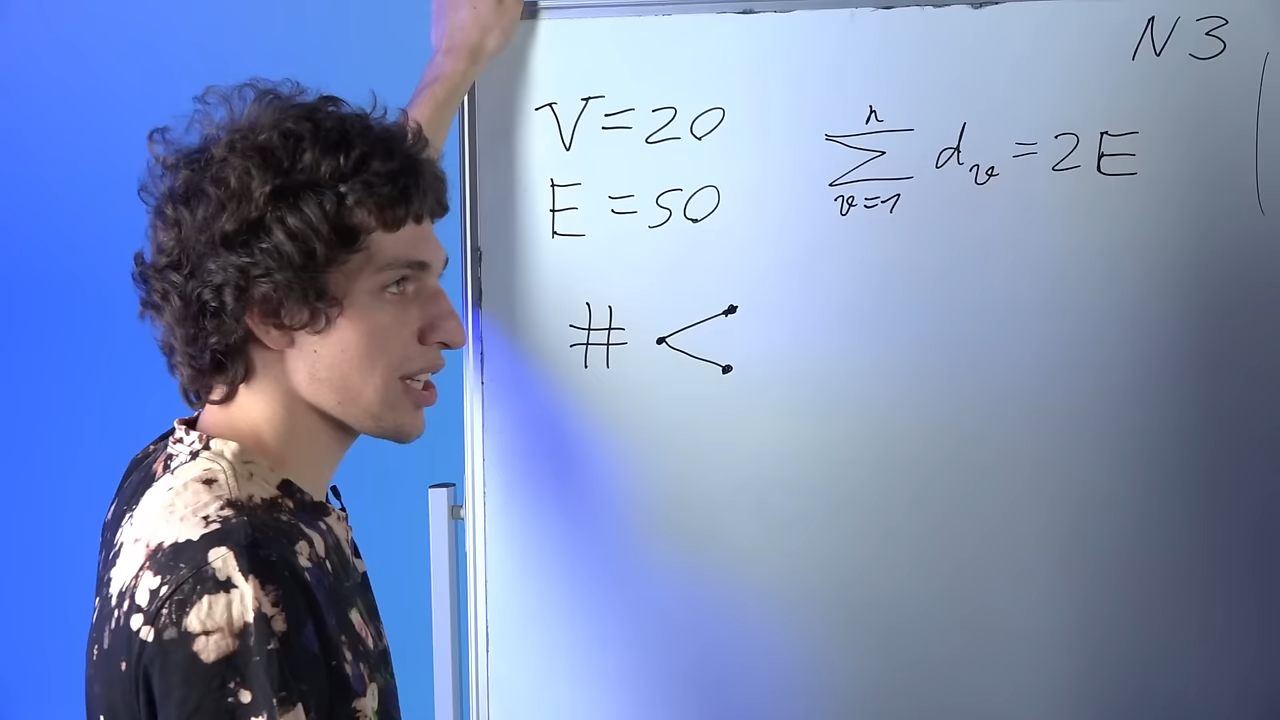 N3
V=20
E=50
n
∑ d_v = 2E
v=1
#